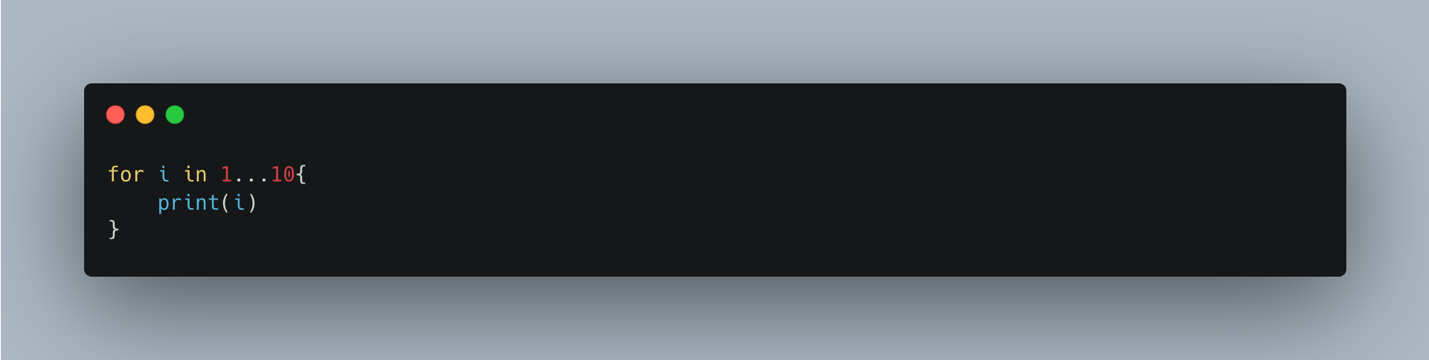 for i in 1...10{
    print(i)
}